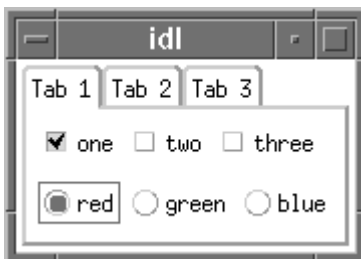 idl
Tab 1 Tab 2 Tab 3
one two three
red green blue